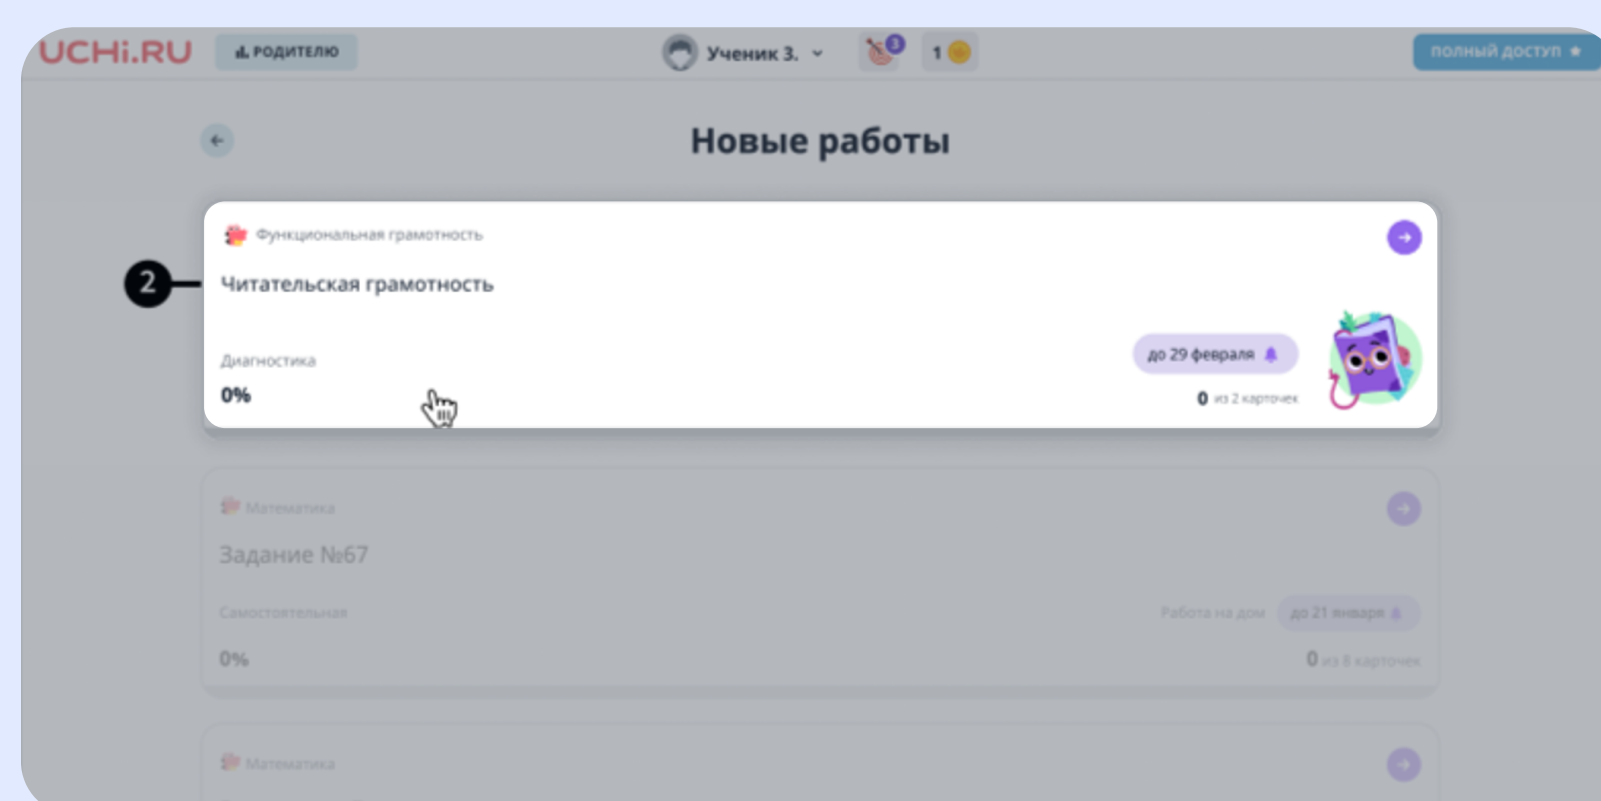 UCHi.RU РОДИТЕЛЮ Ученик 3. 3 1 ПОЛНЫЙ ДОСТУП
Новые работы
Функциональная грамотность
2
Читательская грамотность
Диагностика до 29 февраля
0% 0 из 2 карточек
Математика
Задание №67
Самостоятельная Работа на дом до 21 января
0% 0 из 8 карточек
Математика